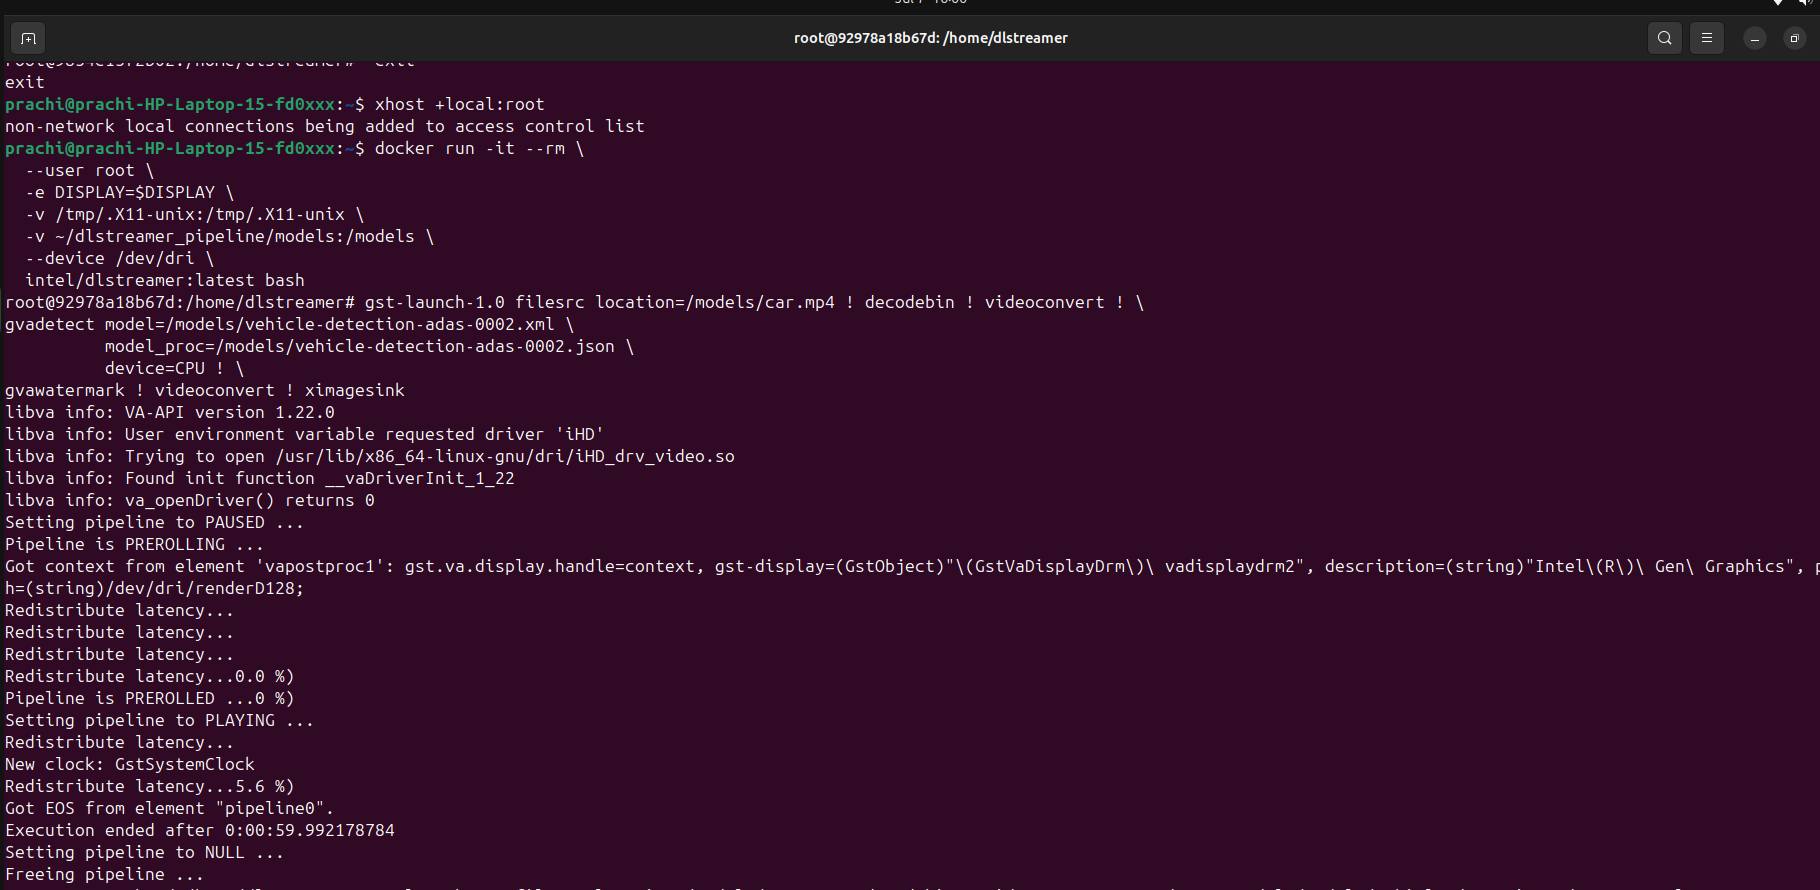 root@92978a18b67d: /home/dlstreamer
exit
prachi@prachi-HP-Laptop-15-fd0xxx:~$ xhost +local:root
non-network local connections being added to access control list
prachi@prachi-HP-Laptop-15-fd0xxx:~$ docker run -it --rm \
  --user root \
  -e DISPLAY=$DISPLAY \
  -v /tmp/.X11-unix:/tmp/.X11-unix \
  -v ~/dlstreamer_pipeline/models:/models \
  --device /dev/dri \
  intel/dlstreamer:latest bash
root@92978a18b67d:/home/dlstreamer# gst-launch-1.0 filesrc location=/models/car.mp4 ! decodebin ! videoconvert ! \
gvadetect model=/models/vehicle-detection-adas-0002.xml \
          model_proc=/models/vehicle-detection-adas-0002.json \
          device=CPU ! \
gvawatermark ! videoconvert ! ximagesink
libva info: VA-API version 1.22.0
libva info: User environment variable requested driver 'iHD'
libva info: Trying to open /usr/lib/x86_64-linux-gnu/dri/iHD_drv_video.so
libva info: Found init function __vaDriverInit_1_22
libva info: va_openDriver() returns 0
Setting pipeline to PAUSED ...
Pipeline is PREROLLING ...
Got context from element 'vapostproc1': gst.va.display.handle=context, gst-display=(GstObject)"\(GstVaDisplayDrm\)\ vadisplaydrm2", description=(string)"Intel\(R\)\ Gen\ Graphics", p
h=(string)/dev/dri/renderD128;
Redistribute latency...
Redistribute latency...
Redistribute latency...
Redistribute latency...0.0 %)
Pipeline is PREROLLED ...0 %)
Setting pipeline to PLAYING ...
Redistribute latency...
New clock: GstSystemClock
Redistribute latency...5.6 %)
Got EOS from element "pipeline0".
Execution ended after 0:00:59.992178784
Setting pipeline to NULL ...
Freeing pipeline ...